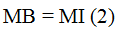 MB = MI (2)